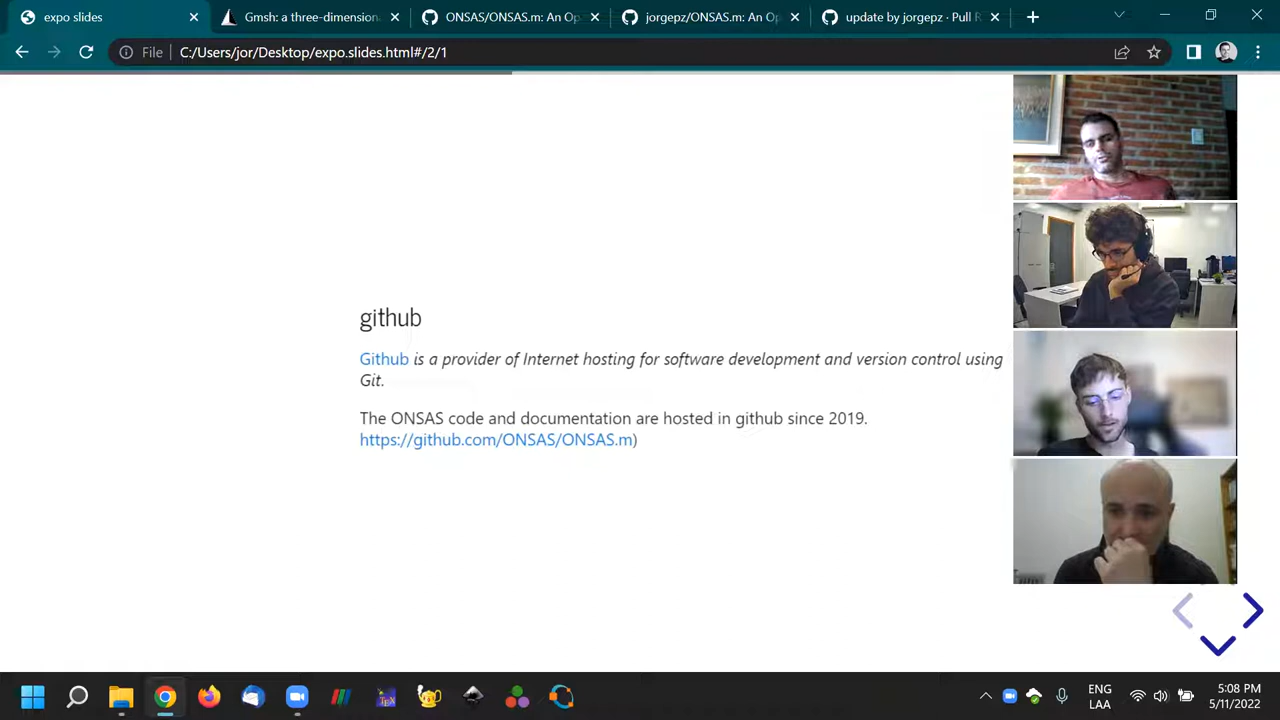 expo slides
Gmsh: a three-dimension
ONSAS/ONSAS.m: An Op
jorgepz/ONSAS.m: An Op
update by jorgepz · Pull R
File
C:/Users/jor/Desktop/expo.slides.html#/2/1
github
Github is a provider of Internet hosting for software development and version control using
Git.
The ONSAS code and documentation are hosted in github since 2019.
https://github.com/ONSAS/ONSAS.m)
ENG
LAA
5:08 PM
5/11/2022